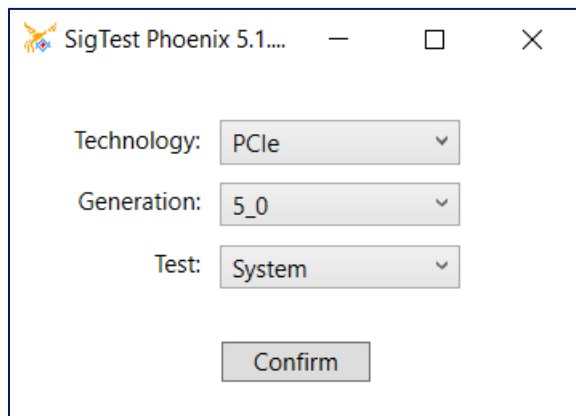 SigTest Phoenix 5.1....
Technology: PCIe
Generation: 5_0
Test: System
Confirm